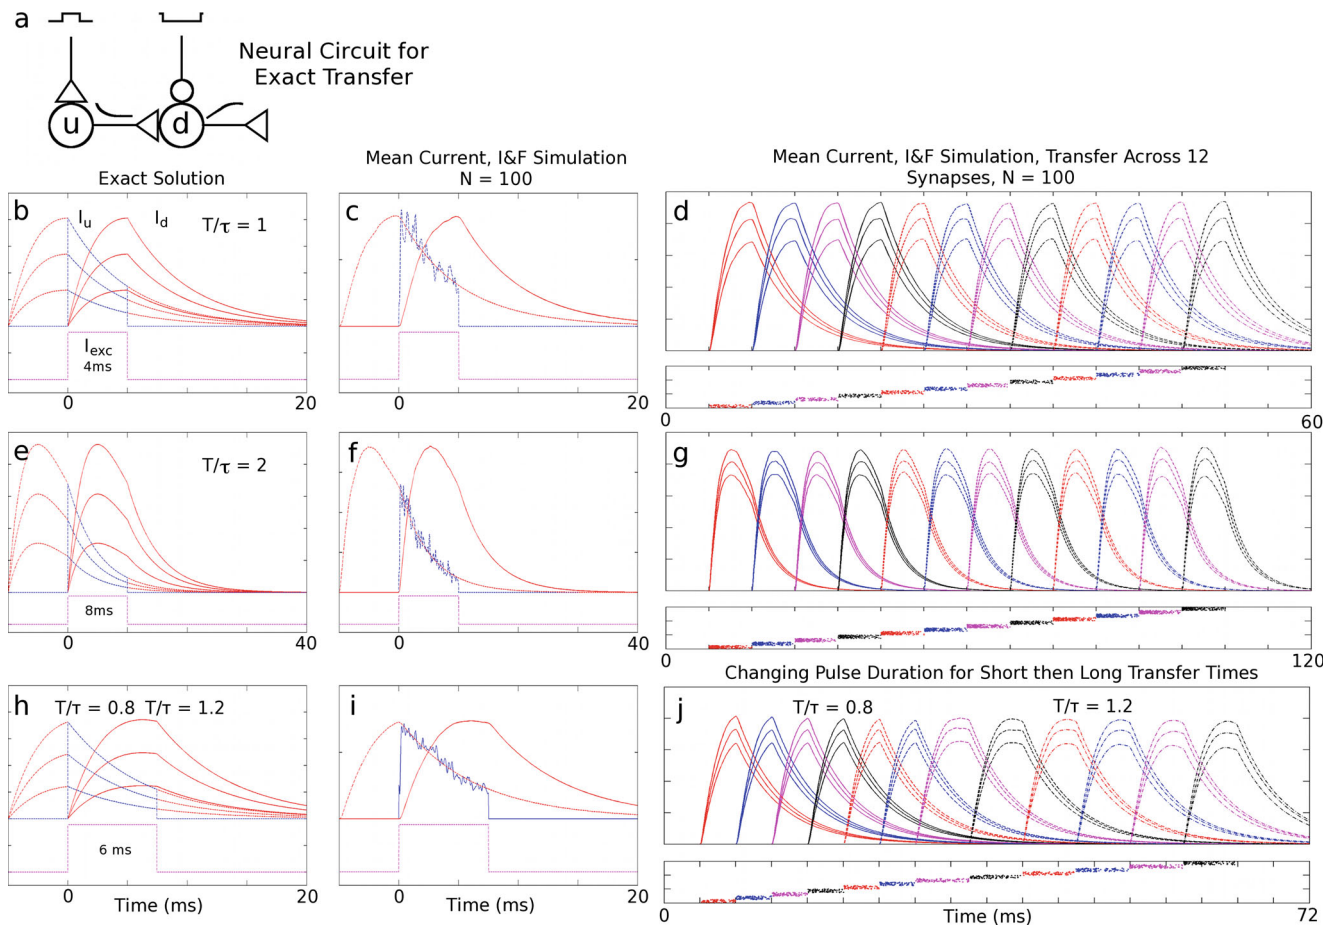 a
Neural Circuit for
Exact Transfer
u
d
Exact Solution
Mean Current, I&F Simulation
N = 100
Mean Current, I&F Simulation, Transfer Across 12
Synapses, N = 100
b
I_u
I_d
T/τ = 1
I_exc
4ms
0
20
c
0
20
d
0
60
e
T/τ = 2
8ms
0
40
f
0
40
g
0
120
Changing Pulse Duration for Short then Long Transfer Times
h
T/τ = 0.8 T/τ = 1.2
6 ms
0
20
Time (ms)
i
0
20
Time (ms)
j
T/τ = 0.8
T/τ = 1.2
0
72
Time (ms)